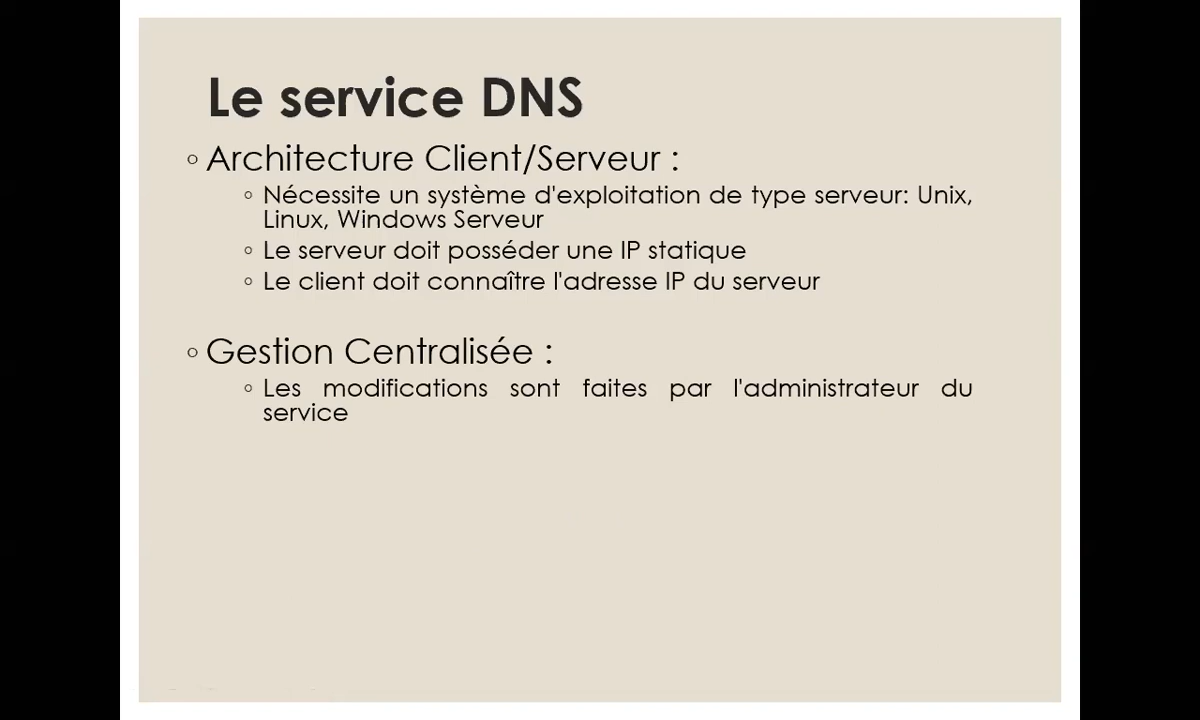 Le service DNS
Architecture Client/Serveur :
Nécessite un système d'exploitation de type serveur: Unix,
Linux, Windows Serveur
Le serveur doit posséder une IP statique
Le client doit connaître l'adresse IP du serveur
Gestion Centralisée :
Les modifications sont faites par l'administrateur du
service